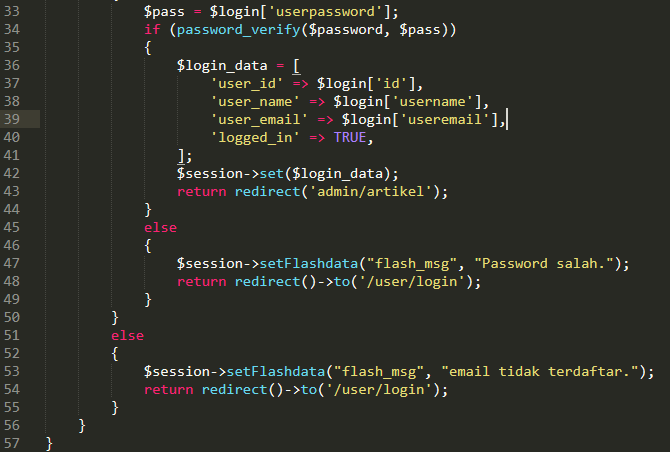 33 $pass = $login['userpassword'];
34 if (password_verify($password, $pass))
35 {
36 $login_data = [
37 'user_id' => $login['id'],
38 'user_name' => $login['username'],
39 'user_email' => $login['useremail'],
40 'logged_in' => TRUE,
41 ];
42 $session->set($login_data);
43 return redirect('admin/artikel');
44 }
45 else
46 {
47 $session->setFlashdata("flash_msg", "Password salah.");
48 return redirect()->to('/user/login');
49 }
50 }
51 else
52 {
53 $session->setFlashdata("flash_msg", "email tidak terdaftar.");
54 return redirect()->to('/user/login');
55 }
56 }
57 }